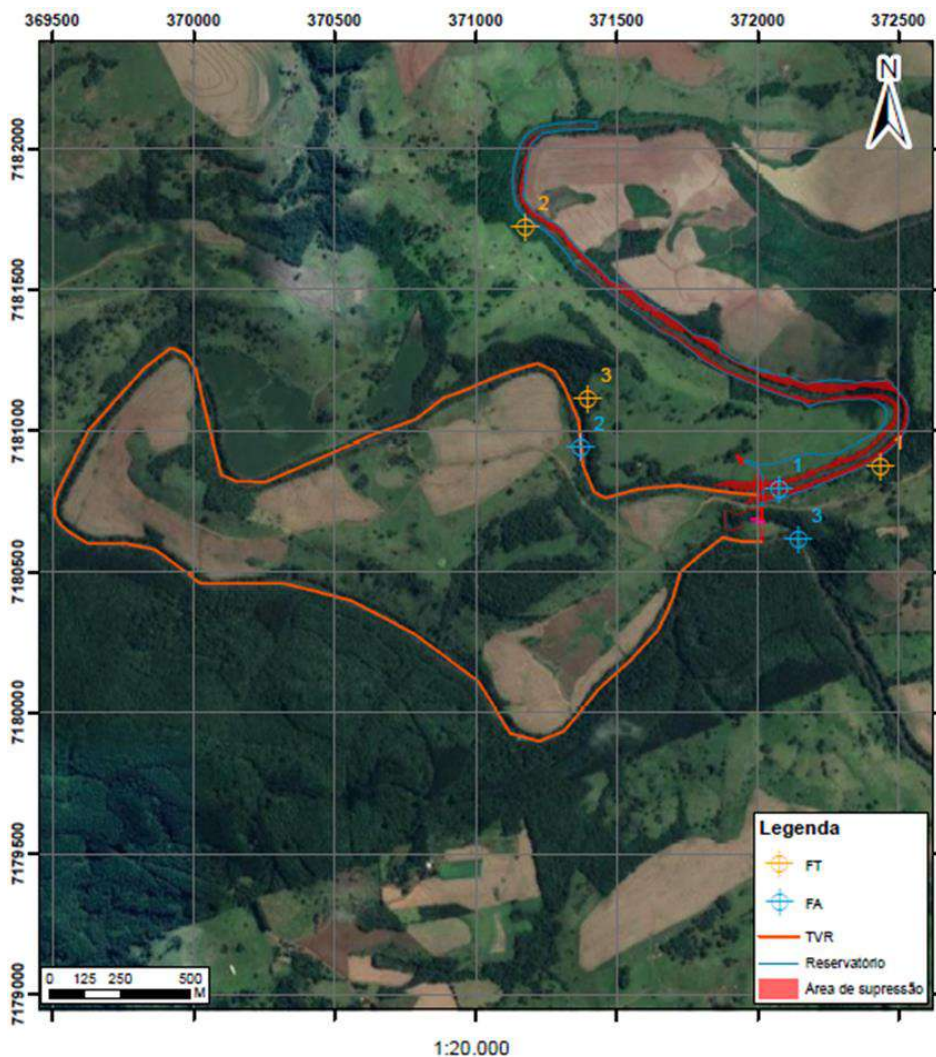 369500 370000 370500 371000 371500 372000 372500
N
7182000
2
7181500
3
7181000
2
1
1
3
7180500
7180000
7179500
Legenda
FT
FA
TVR
Reservatório
Área de supressão
7179000
0 125 250 500
M
1:20.000